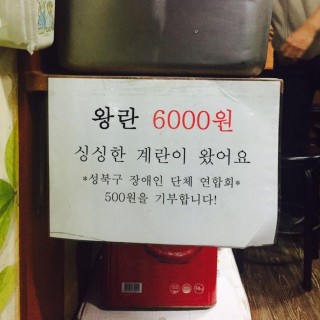 왕란 6000원
싱싱한 계란이 왔어요
*성북구 장애인 단체 연합회*
500원을 기부합니다!